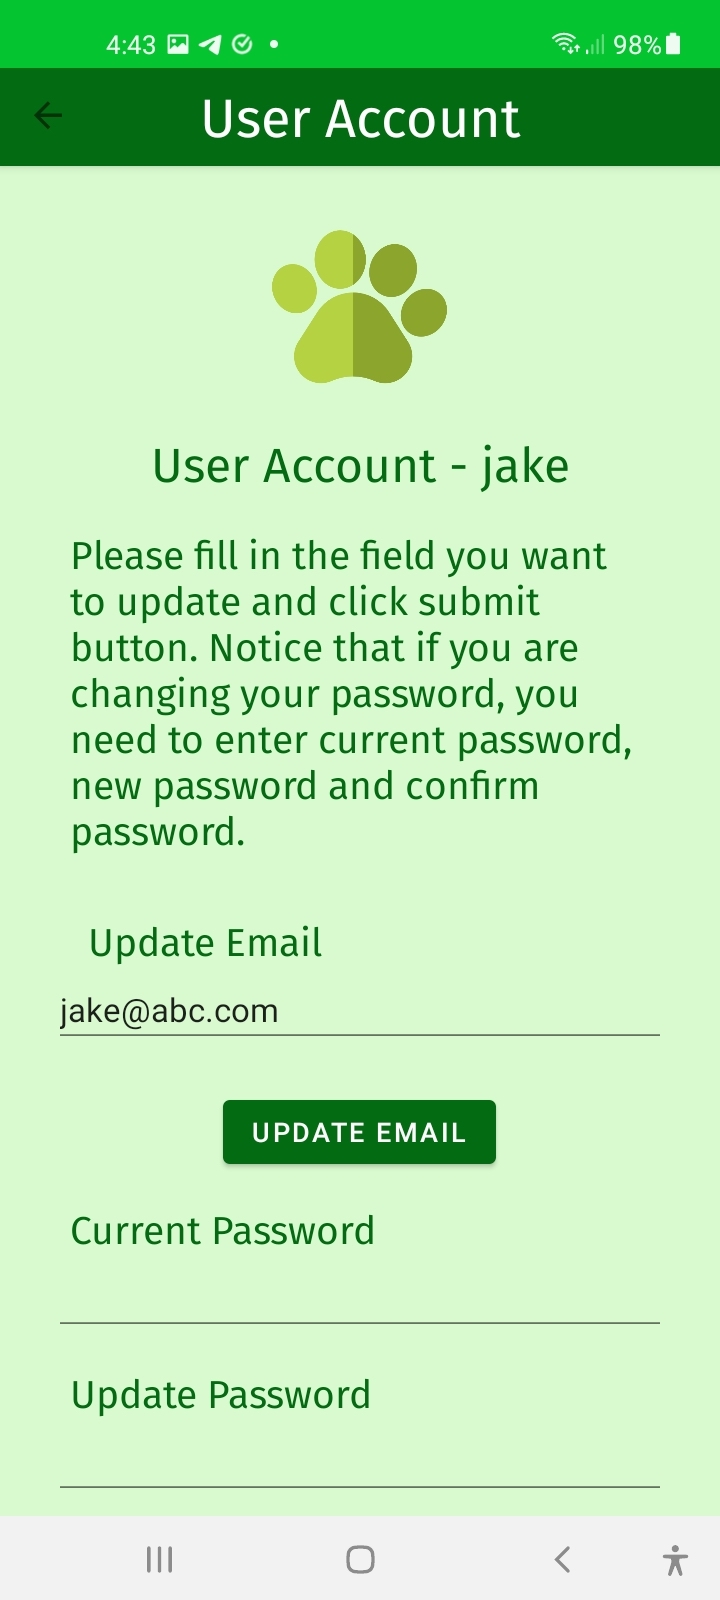 4:43 98%
User Account
User Account - jake
Please fill in the field you want
to update and click submit
button. Notice that if you are
changing your password, you
need to enter current password,
new password and confirm
password.
Update Email
jake@abc.com
UPDATE EMAIL
Current Password
Update Password